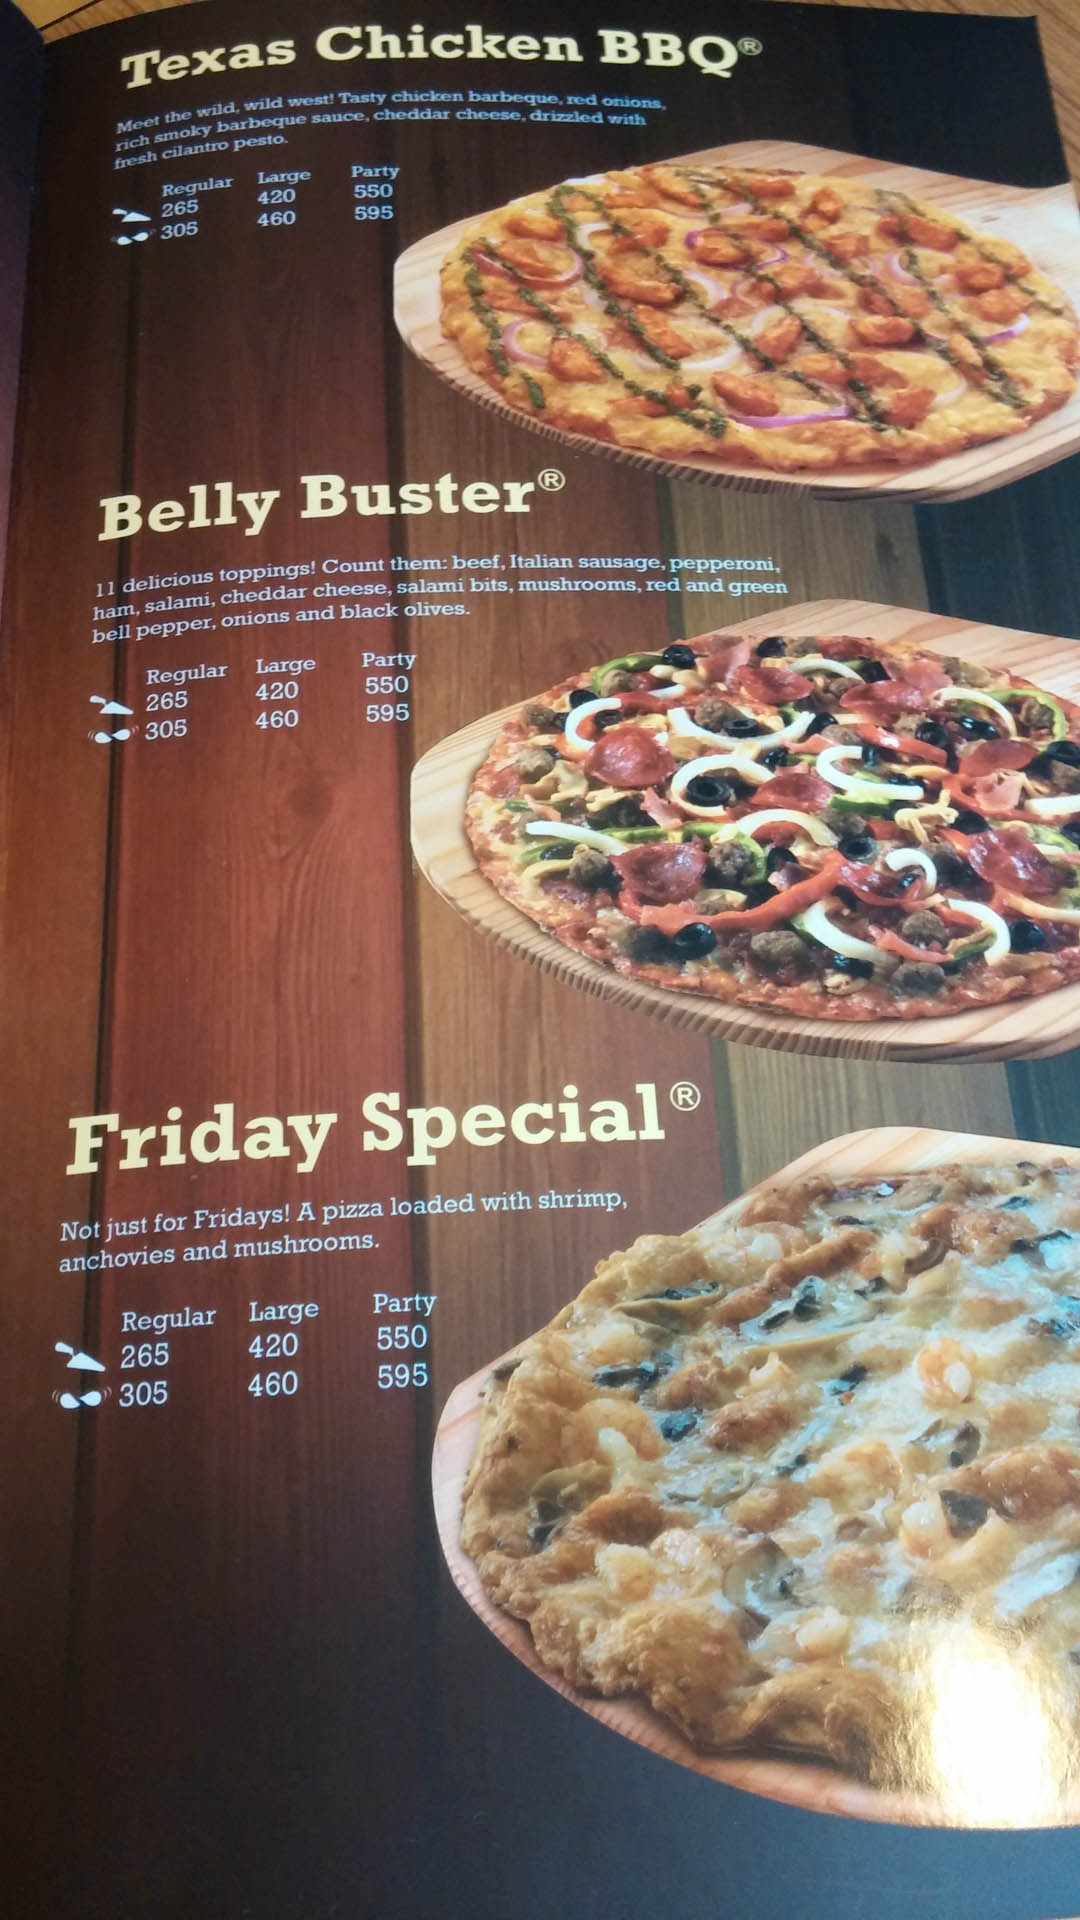 Texas Chicken BBQ®
Meet the wild, wild west! Tasty chicken barbeque, red onions,
rich smoky barbeque sauce, cheddar cheese, drizzled with
fresh cilantro pesto.
Regular Large Party
265 420 550
305 460 595
Belly Buster®
11 delicious toppings! Count them: beef, Italian sausage, pepperoni,
ham, salami, cheddar cheese, salami bits, mushrooms, red and green
bell pepper, onions and black olives.
Regular Large Party
265 420 550
305 460 595
Friday Special®
Not just for Fridays! A pizza loaded with shrimp,
anchovies and mushrooms.
Regular Large Party
265 420 550
305 460 595